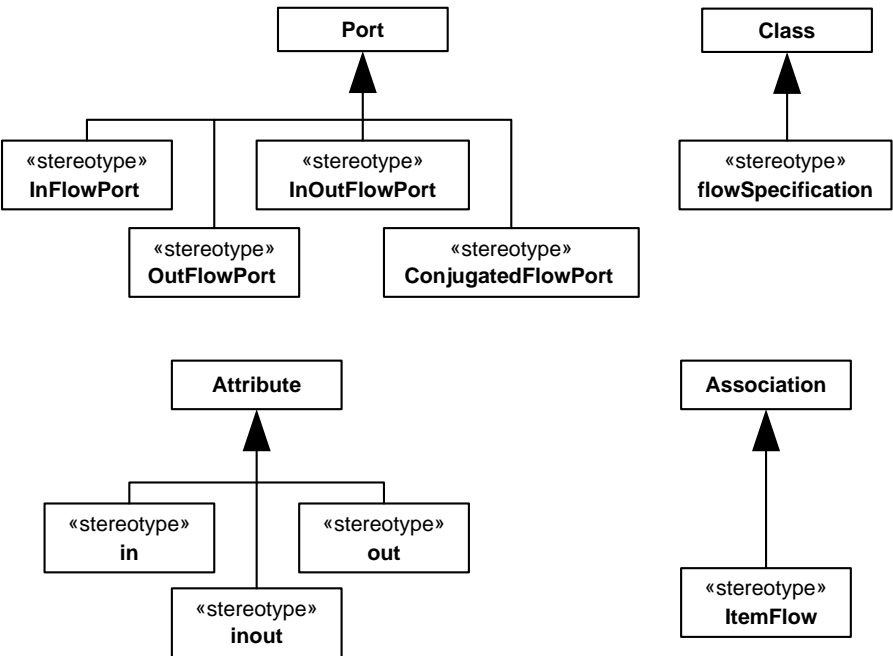 Port
Class
«stereotype»
InFlowPort
«stereotype»
InOutFlowPort
«stereotype»
flowSpecification
«stereotype»
OutFlowPort
«stereotype»
ConjugatedFlowPort
Attribute
Association
«stereotype»
in
«stereotype»
out
«stereotype»
inout
«stereotype»
ItemFlow